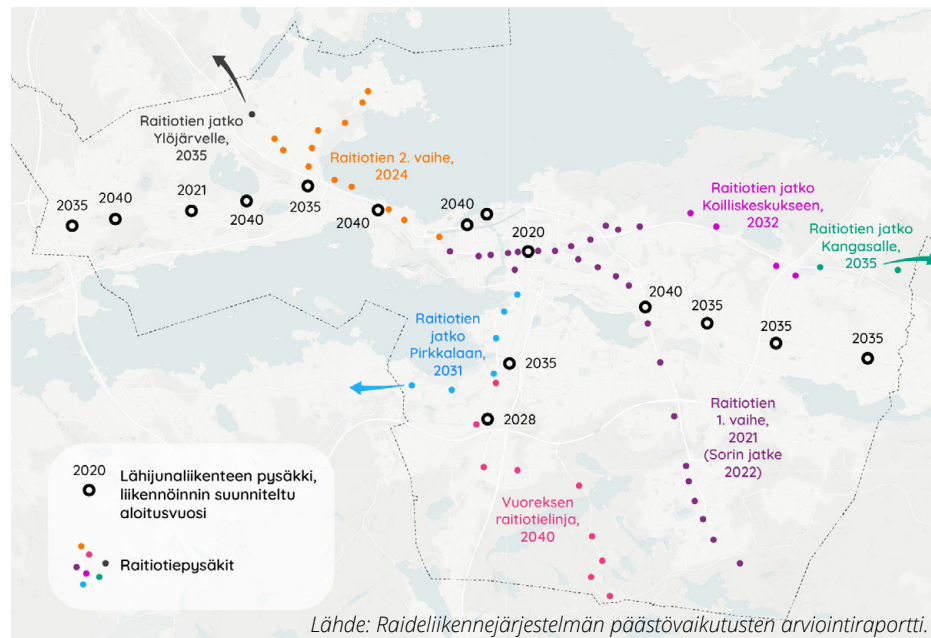 Raitiotien jatko
Ylöjärvelle,
2035
Raitiotien 2. vaihe,
2024
Raitiotien jatko
Koilliskeskukseen,
2032
Raitiotien jatko
Kangasalle,
2035
2035
2040
2021
2040
2035
2040
2040
2020
2040
2035
2035
2035
Raitiotien
jatko
Pirkkalaan,
2031
2035
2028
Raitiotien
1. vaihe,
2021
(Sorin jatke
2022)
Vuoreksen
raitiotielinja,
2040
2020
Lähijunaliikenteen pysäkki,
liikennöinnin suunniteltu
aloitusvuosi
Raitiotiepysäkit
Lähde: Raideliikennejärjestelmän päästövaikutusten arviointiraportti.